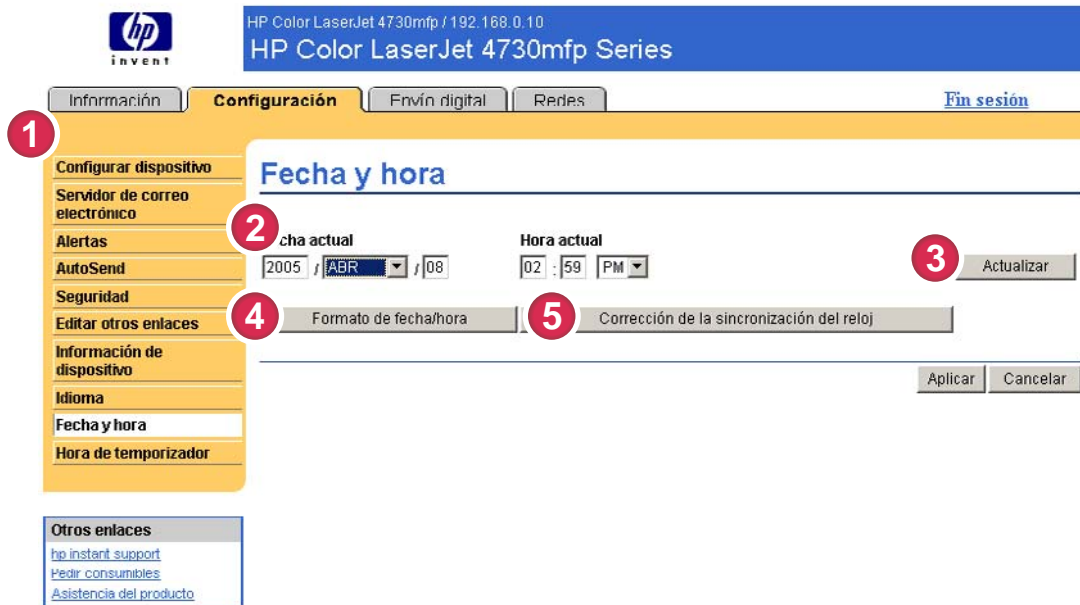 hp
invent
HP Color LaserJet 4730mfp / 192.168.0.10
HP Color LaserJet 4730mfp Series
Información
Configuración
Envío digital
Redes
Fin sesión
1
Configurar dispositivo
Servidor de correo
electrónico
Alertas
AutoSend
Seguridad
Editar otros enlaces
Información de
dispositivo
Idioma
Fecha y hora
Hora de temporizador
Otros enlaces
hp instant support
Pedir consumibles
Asistencia del producto
Fecha y hora
2
cha actual
Hora actual
2005 / ABR / 08
02 : 59 PM
3
Actualizar
4
Formato de fecha/hora
5
Corrección de la sincronización del reloj
Aplicar
Cancelar